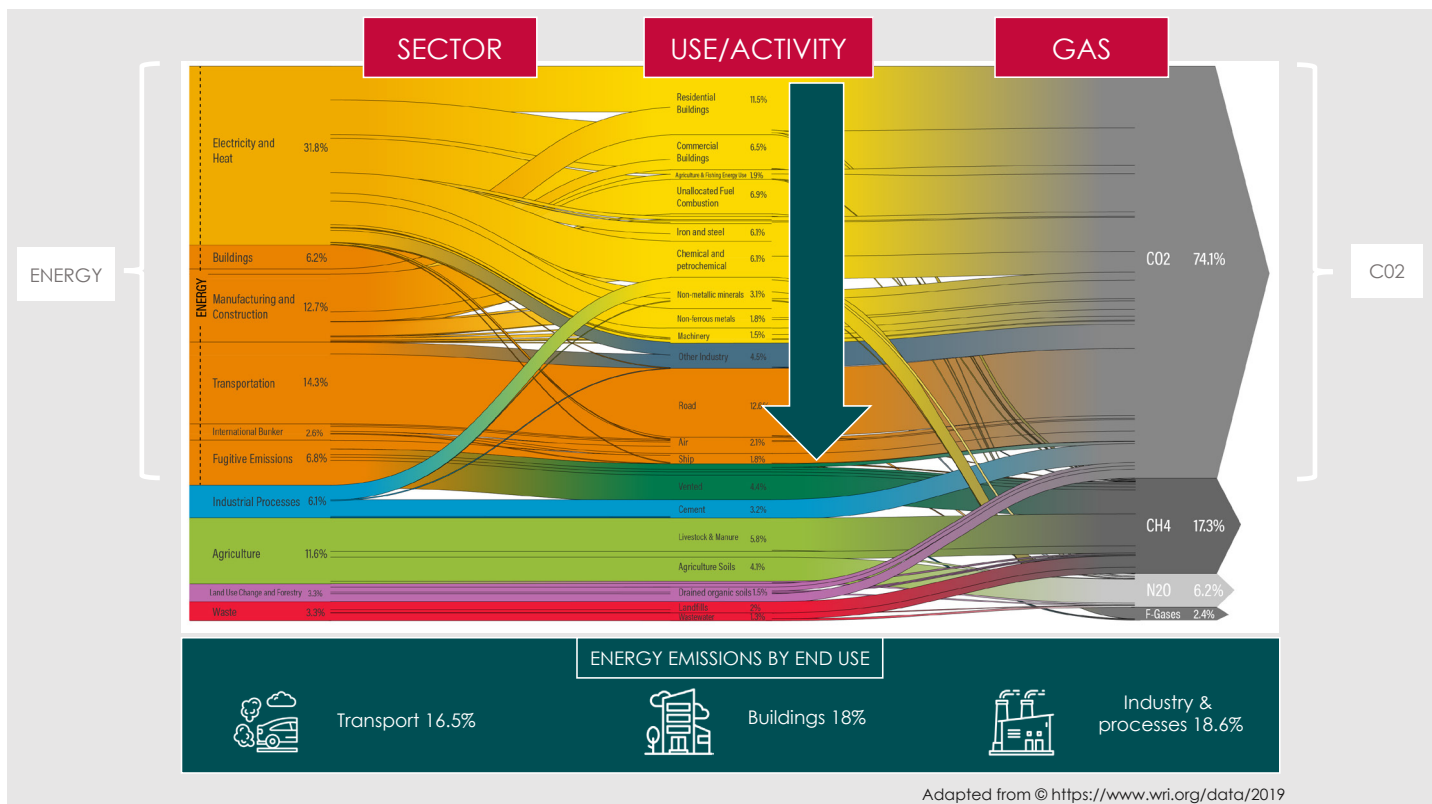 SECTOR
USE/ACTIVITY
GAS
ENERGY
ENERGY
Electricity and
Heat
31.8%
Buildings
6.2%
Manufacturing and
Construction
12.7%
Transportation
14.3%
International Bunker
2.6%
Fugitive Emissions
6.8%
Industrial Processes
6.1%
Agriculture
11.6%
Land Use Change and Forestry
3.3%
Waste
3.3%
Residential
Buildings
11.5%
Commercial
Buildings
6.5%
Agriculture & Fishing Energy Use
1.9%
Unallocated Fuel
Combustion
6.9%
Iron and steel
6.1%
Chemical and
petrochemical
6.1%
Non-metallic minerals
3.1%
Non-ferrous metals
1.8%
Machinery
1.5%
Other Industry
4.5%
Road
12.6%
Air
2.1%
Ship
1.8%
Vented
4.4%
Cement
3.2%
Livestock & Manure
5.8%
Agriculture Soils
4.1%
Drained organic soils
1.5%
Landfills
2%
Wastewater
1.3%
CO2
74.1%
CH4
17.3%
N2O
6.2%
F-Gases
2.4%
C02
ENERGY EMISSIONS BY END USE
Transport 16.5%
Buildings 18%
Industry &
processes 18.6%
Adapted from © https://www.wri.org/data/2019